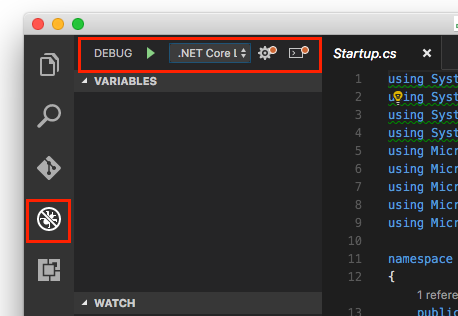 DEBUG
.NET Core L
Startup.cs
VARIABLES
WATCH
1 using Syst
2 using Syst
3 using Syst
4 using Syst
5 using Micr
6 using Micr
7 using Micr
8 using Micr
9 using Micr
10
11 namespace
12 {
1 refere
13 public